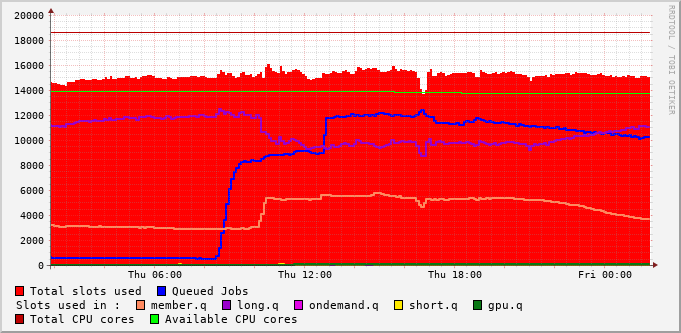 20000
18000
16000
14000
12000
10000
8000
6000
4000
2000
0
Thu 06:00 Thu 12:00 Thu 18:00 Fri 00:00
RRDTOOL / TOBI OETIKER
Total slots used Queued Jobs
Slots used in : member.q long.q ondemand.q short.q gpu.q
Total CPU cores Available CPU cores